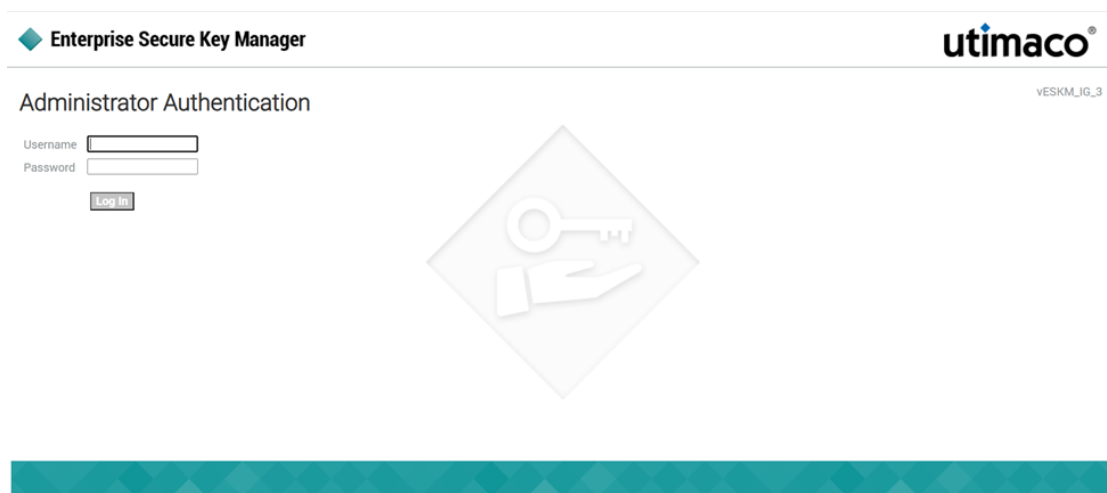 Enterprise Secure Key Manager
utimaco®
Administrator Authentication
vESKM_IG_3
Username
Password
Log In